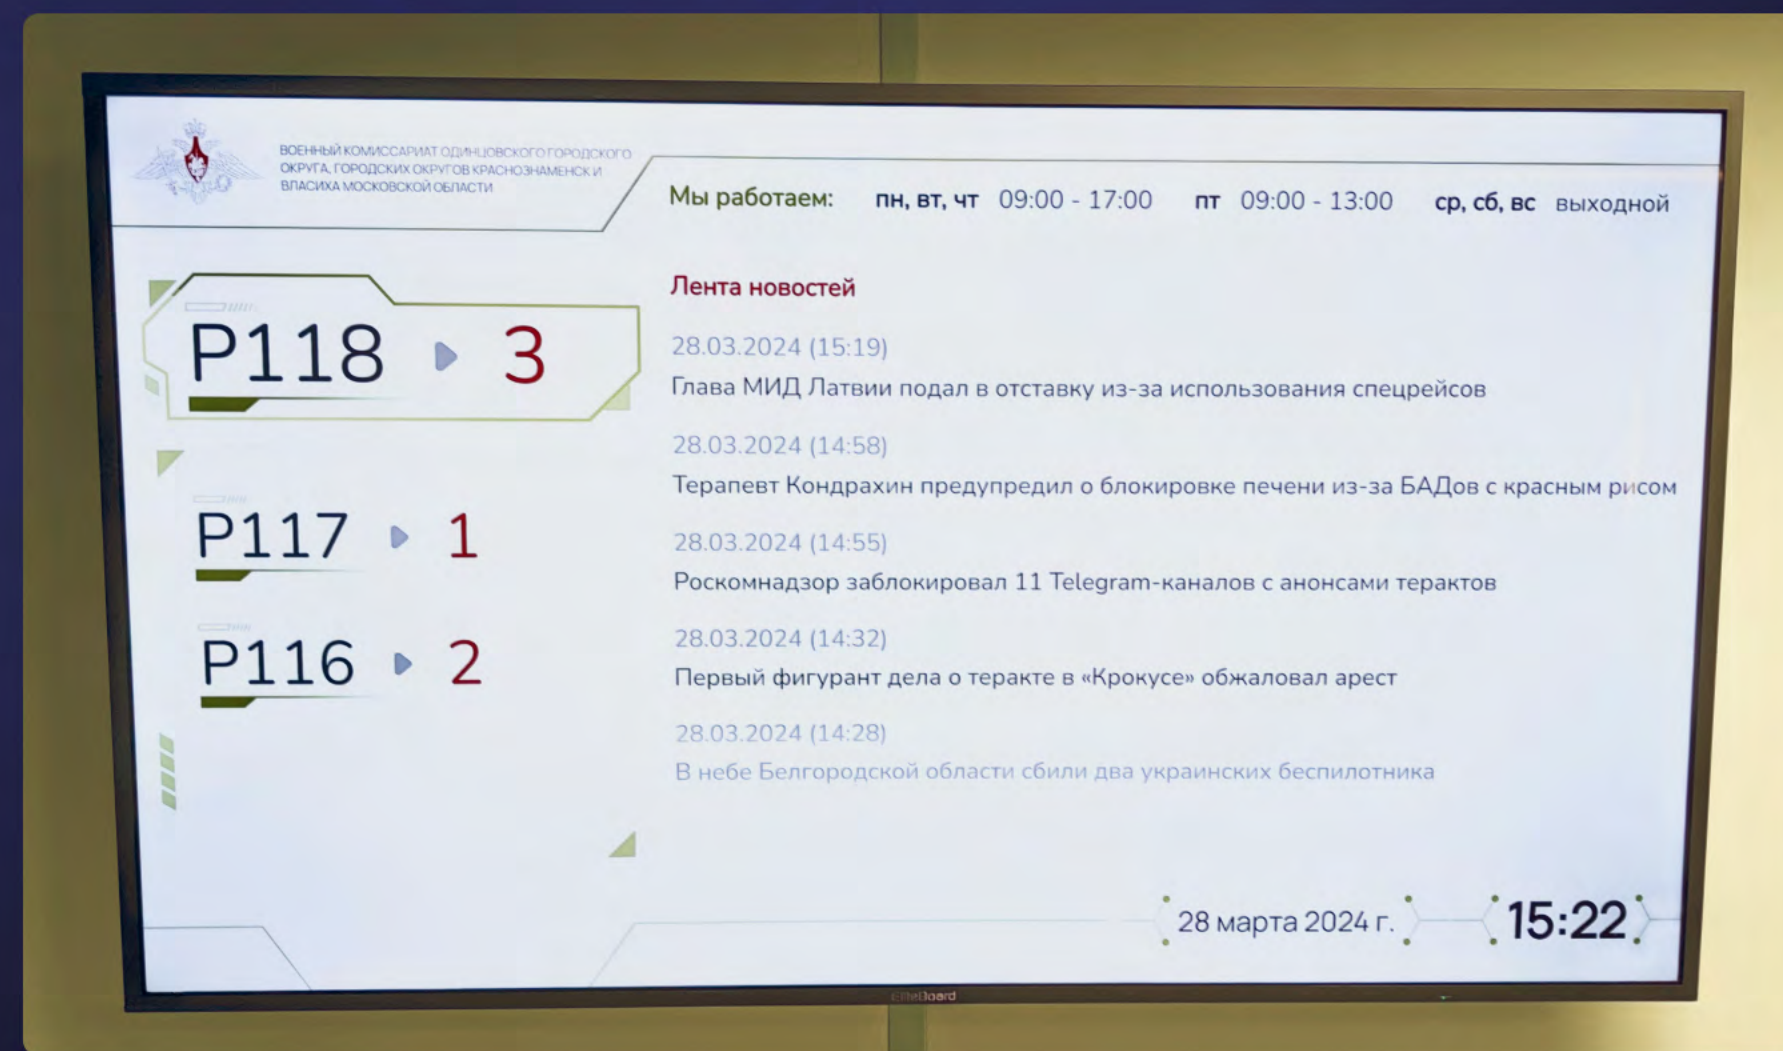 ВОЕННЫЙ КОМИССАРИАТ ОДИНЦОВСКОГО ГОРОДСКОГО
ОКРУГА, ГОРОДСКИХ ОКРУГОВ КРАСНОЗНАМЕНСК И
ВЛАСИХА МОСКОВСКОЙ ОБЛАСТИ
Мы работаем: пн, вт, чт 09:00 - 17:00 пт 09:00 - 13:00 ср, сб, вс выходной
P118 3
P117 1
P116 2
Лента новостей
28.03.2024 (15:19)
Глава МИД Латвии подал в отставку из-за использования спецрейсов
28.03.2024 (14:58)
Терапевт Кондрахин предупредил о блокировке печени из-за БАДов с красным рисом
28.03.2024 (14:55)
Роскомнадзор заблокировал 11 Telegram-каналов с анонсами терактов
28.03.2024 (14:32)
Первый фигурант дела о теракте в «Крокусе» обжаловал арест
28.03.2024 (14:28)
В небе Белгородской области сбили два украинских беспилотника
28 марта 2024 г. 15:22
EliteBoard